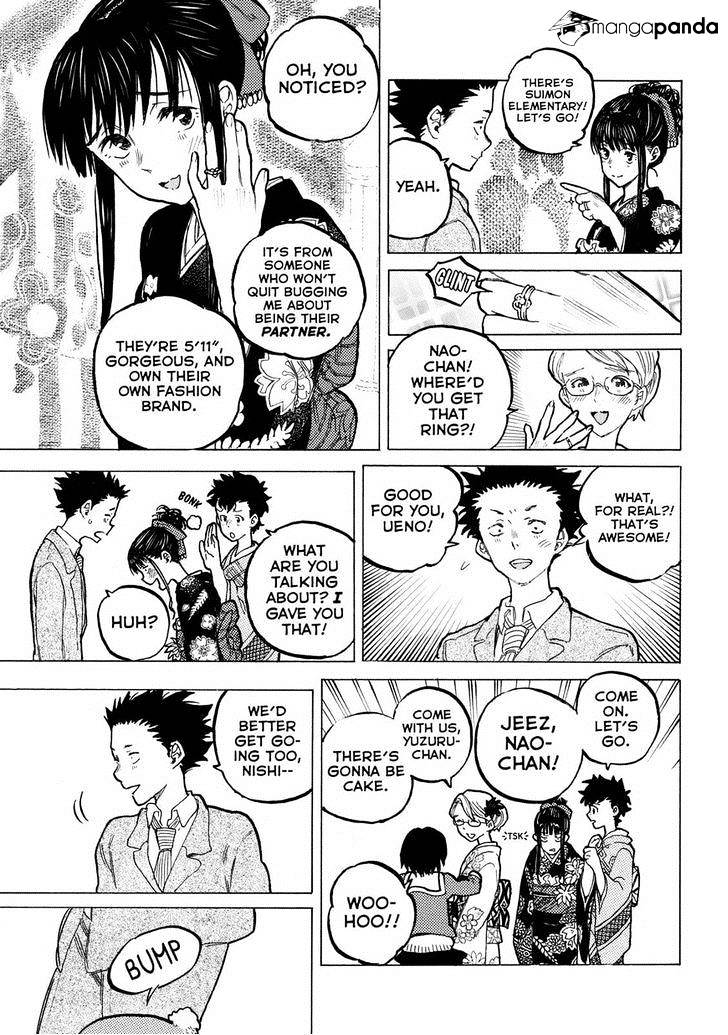 mangapanda
THERE'S
SUIMON
ELEMENTARY!
LET'S GO!
YEAH.
GLINT
NAO-
CHAN!
WHERE'D
YOU GET
THAT
RING?!
OH, YOU
NOTICED?
IT'S FROM
SOMEONE
WHO WON'T
QUIT BUGGING
ME ABOUT
BEING THEIR
PARTNER.
THEY'RE 5'11",
GORGEOUS, AND
OWN THEIR
OWN FASHION
BRAND.
WHAT,
FOR REAL?!
THAT'S
AWESOME!
GOOD
FOR YOU,
UENO!
BONK
WHAT
ARE YOU
TALKING
ABOUT? I
GAVE YOU
THAT!
HUH?
COME
ON.
LET'S
GO.
JEEZ,
NAO-
CHAN!
TSK
COME
WITH US,
YUZURU-
CHAN.
THERE'S
GONNA BE
CAKE.
WOO-
HOO!!
WE'D
BETTER
GET GO-
ING TOO,
NISHI--
BUMP